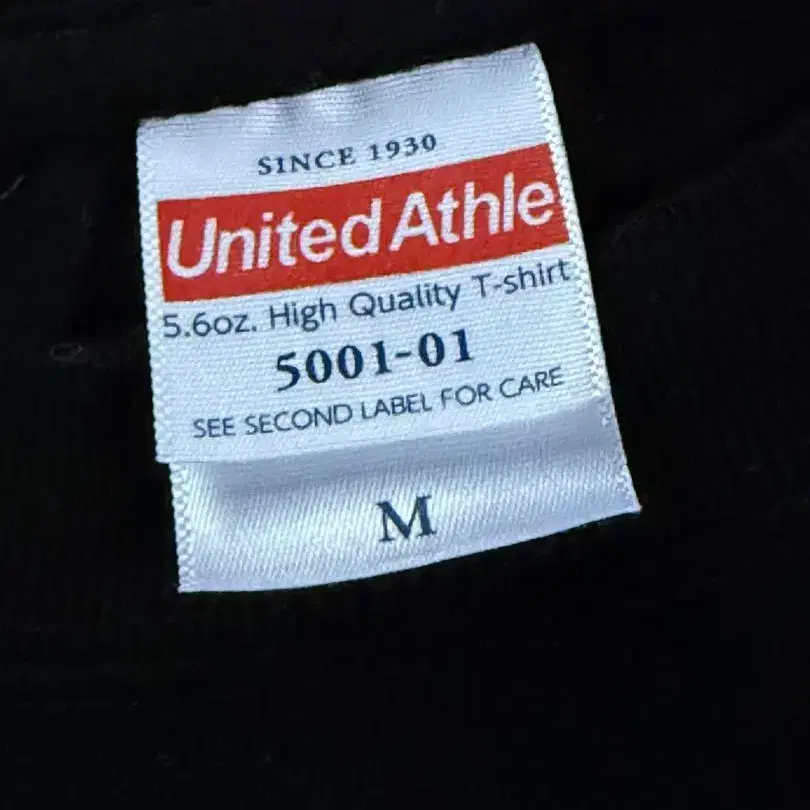 SINCE 1930
United Athle
5.6oz. High Quality T-shirt
5001-01
SEE SECOND LABEL FOR CARE
M